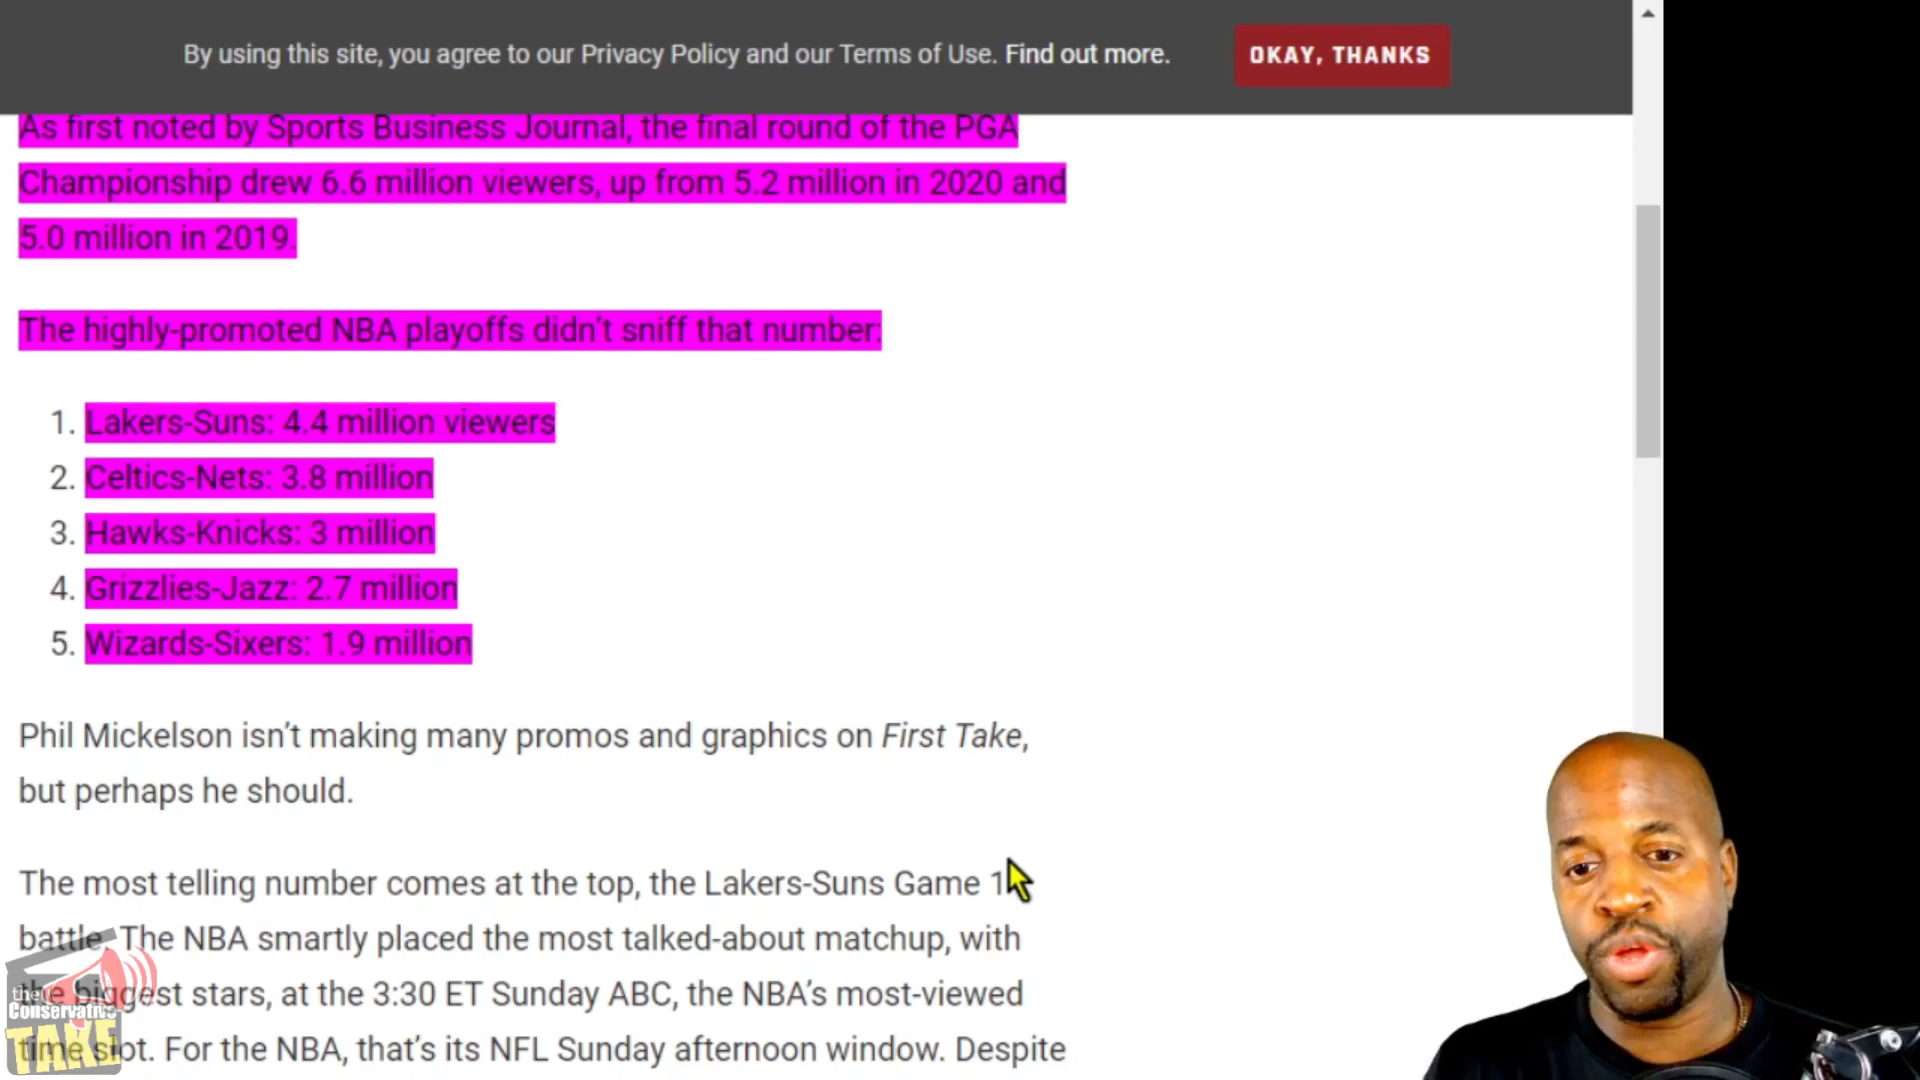 By using this site, you agree to our Privacy Policy and our Terms of Use. Find out more.
OKAY, THANKS
As first noted by Sports Business Journal, the final round of the PGA
Championship drew 6.6 million viewers, up from 5.2 million in 2020 and
5.0 million in 2019.
The highly-promoted NBA playoffs didn't sniff that number:
1. Lakers-Suns: 4.4 million viewers
2. Celtics-Nets: 3.8 million
3. Hawks-Knicks: 3 million
4. Grizzlies-Jazz: 2.7 million
5. Wizards-Sixers: 1.9 million
Phil Mickelson isn't making many promos and graphics on First Take,
but perhaps he should.
The most telling number comes at the top, the Lakers-Suns Game 1
battle. The NBA smartly placed the most talked-about matchup, with
the biggest stars, at the 3:30 ET Sunday ABC, the NBA's most-viewed
time slot. For the NBA, that's its NFL Sunday afternoon window. Despite
the
Conservative
TAKE